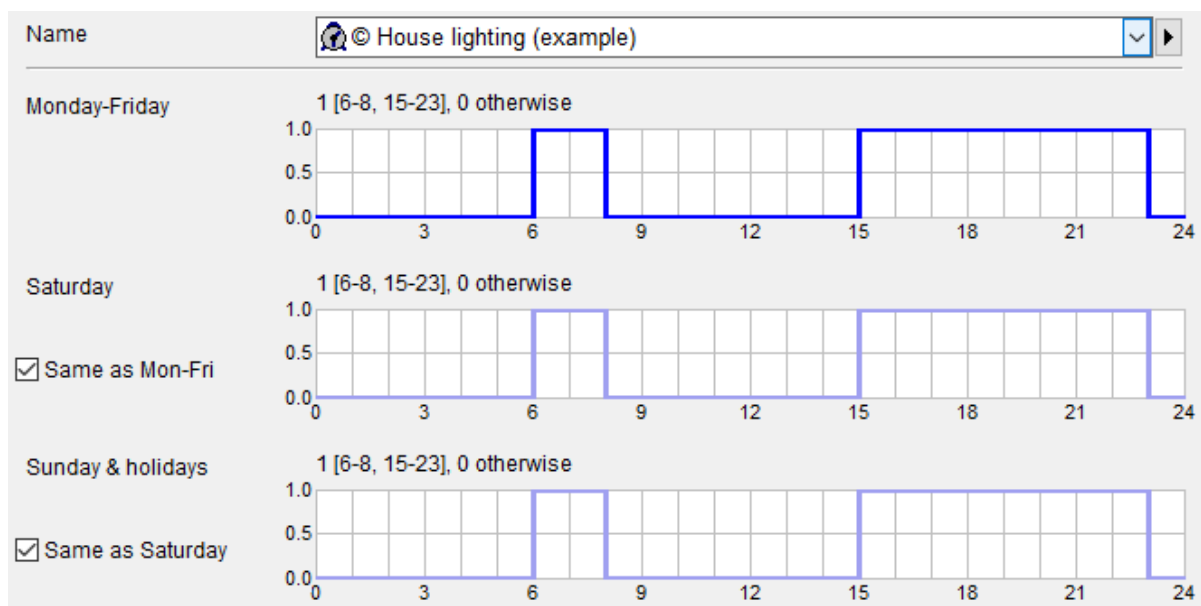 Name
© House lighting (example)
Monday-Friday
1 [6-8, 15-23], 0 otherwise
1.0
0.5
0.0
0 3 6 9 12 15 18 21 24
Saturday
1 [6-8, 15-23], 0 otherwise
1.0
0.5
Same as Mon-Fri
0.0
0 3 6 9 12 15 18 21 24
Sunday & holidays
1 [6-8, 15-23], 0 otherwise
1.0
0.5
Same as Saturday
0.0
0 3 6 9 12 15 18 21 24